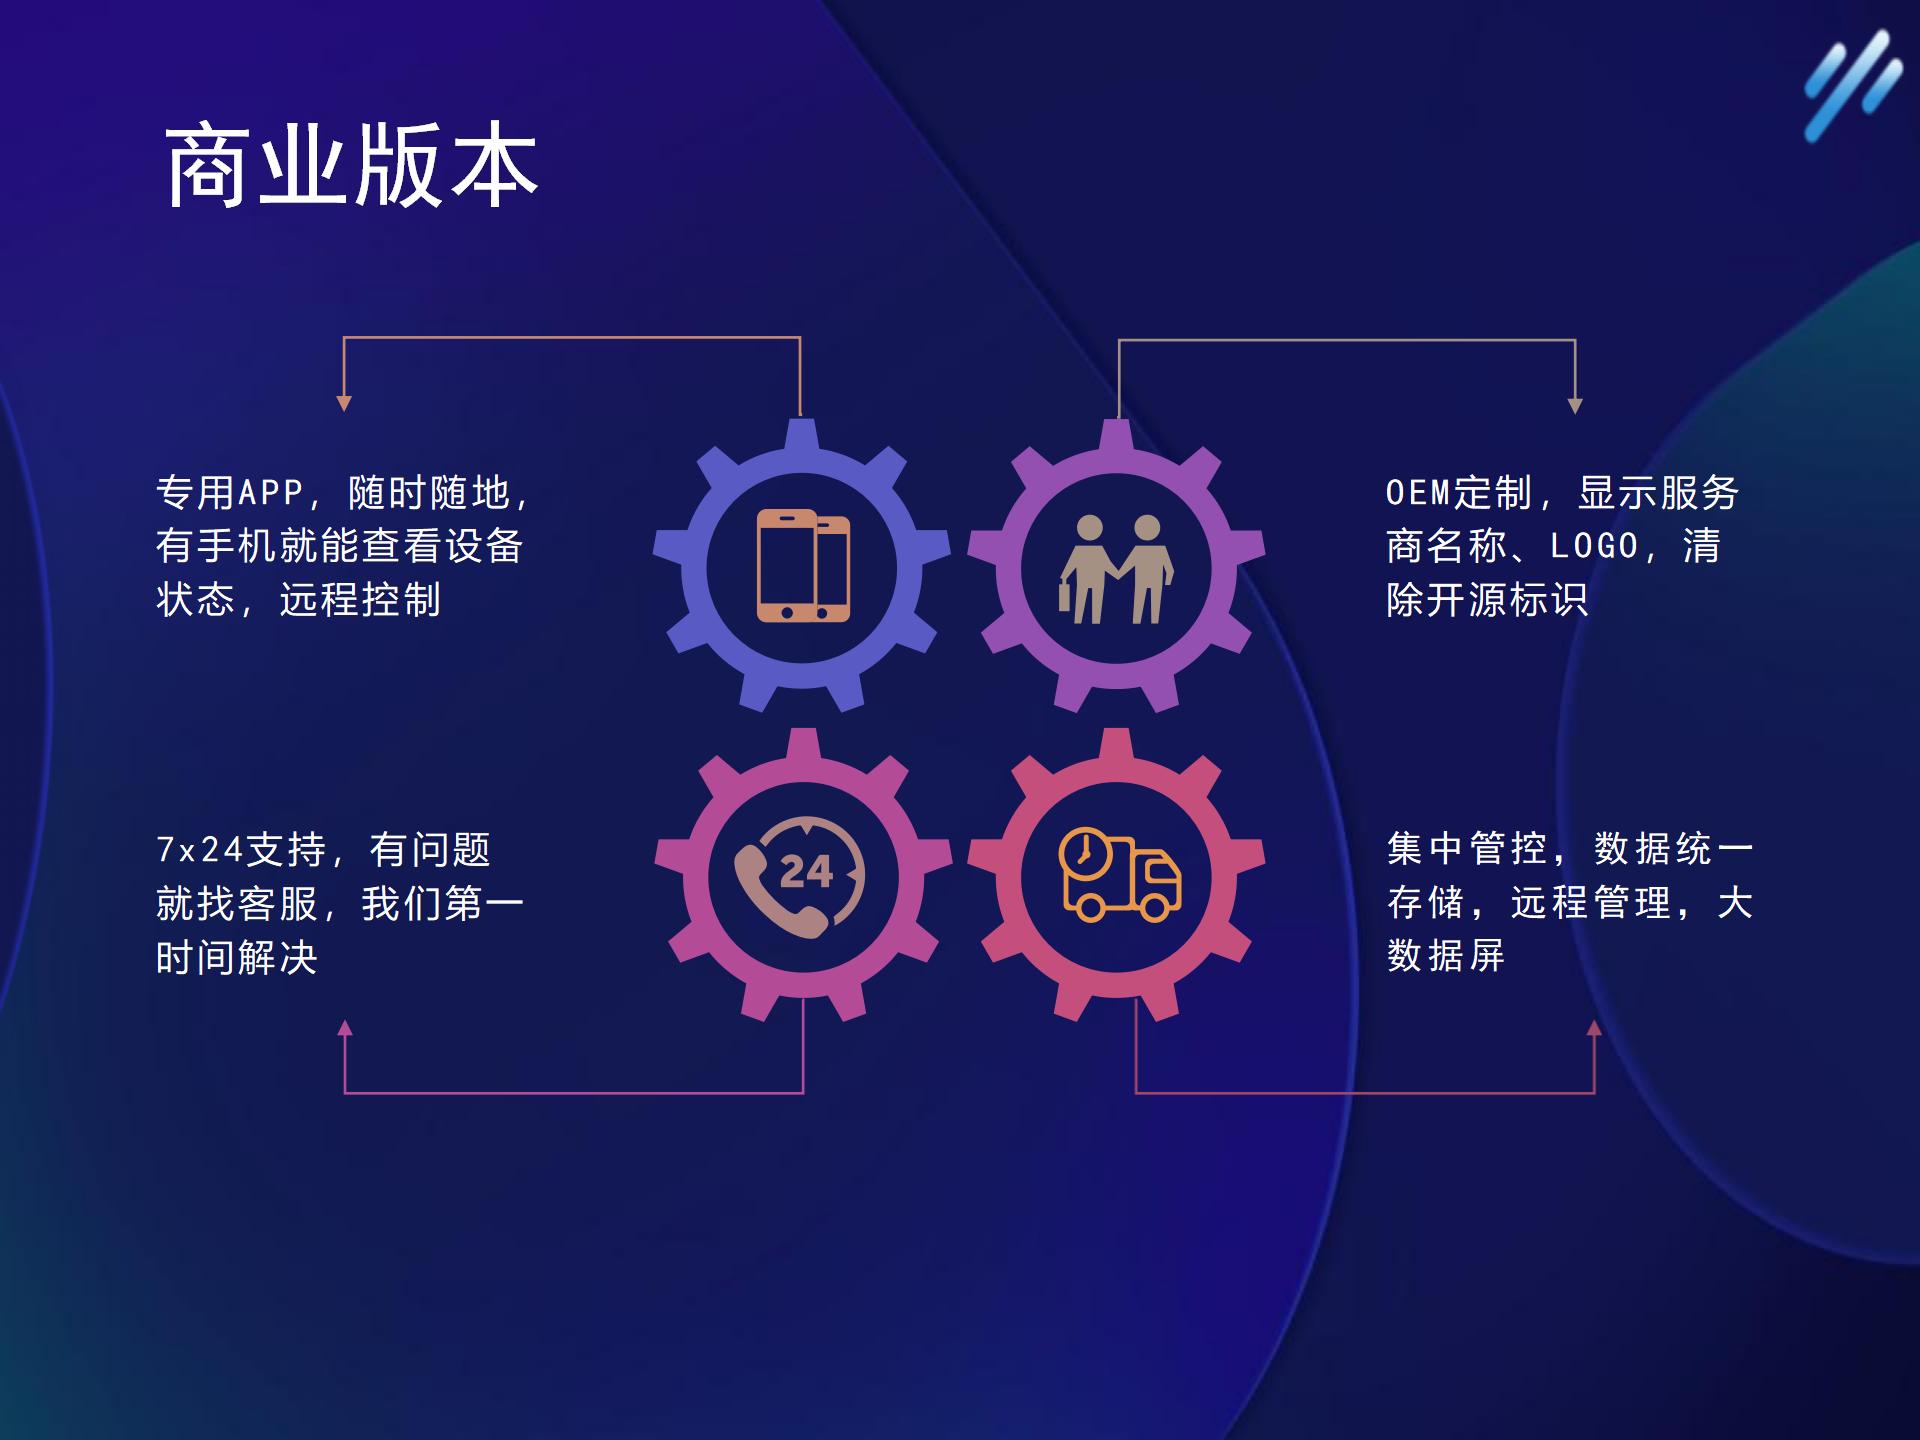 商业版本
专用APP，随时随地，
有手机就能查看设备
状态，远程控制
OEM定制，显示服务
商名称、LOGO，清
除开源标识
7x24支持，有问题
就找客服，我们第一
时间解决
24
集中管控，数据统一
存储，远程管理，大
数据屏